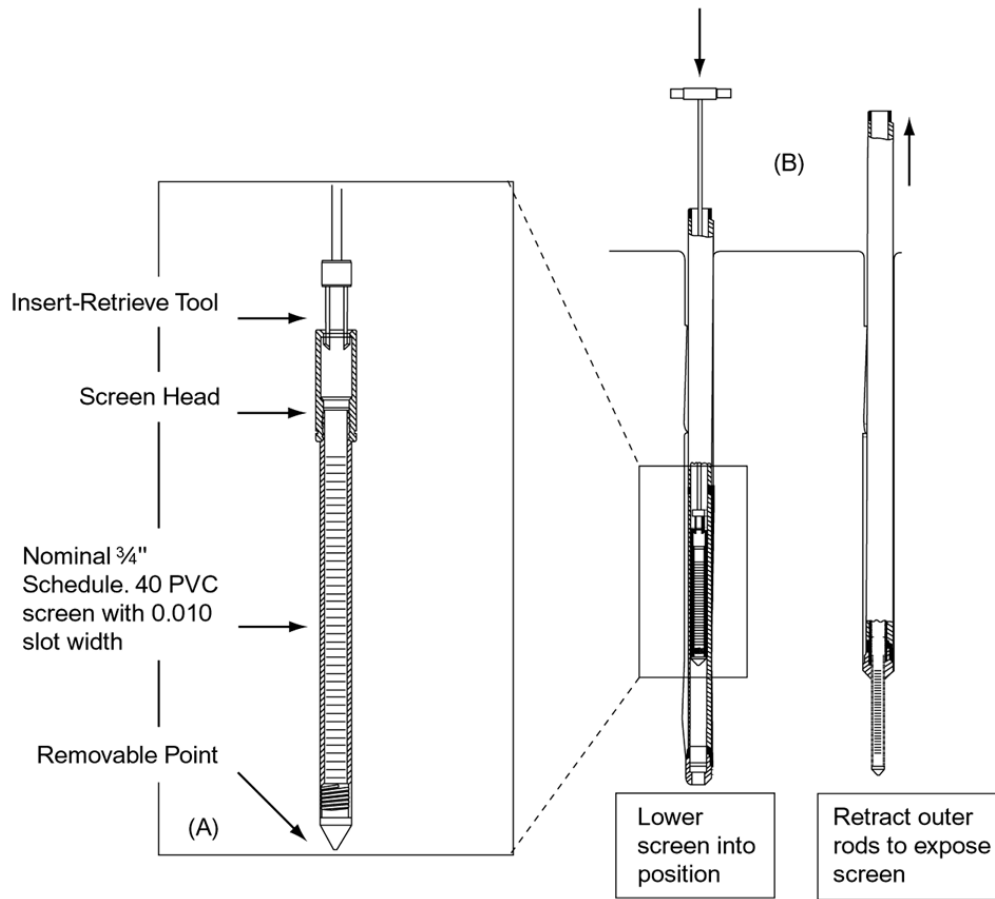 (B)
Insert-Retrieve Tool
Screen Head
Nominal ¾"
Schedule. 40 PVC
screen with 0.010
slot width
Removable Point
(A)
Lower
screen into
position
Retract outer
rods to expose
screen